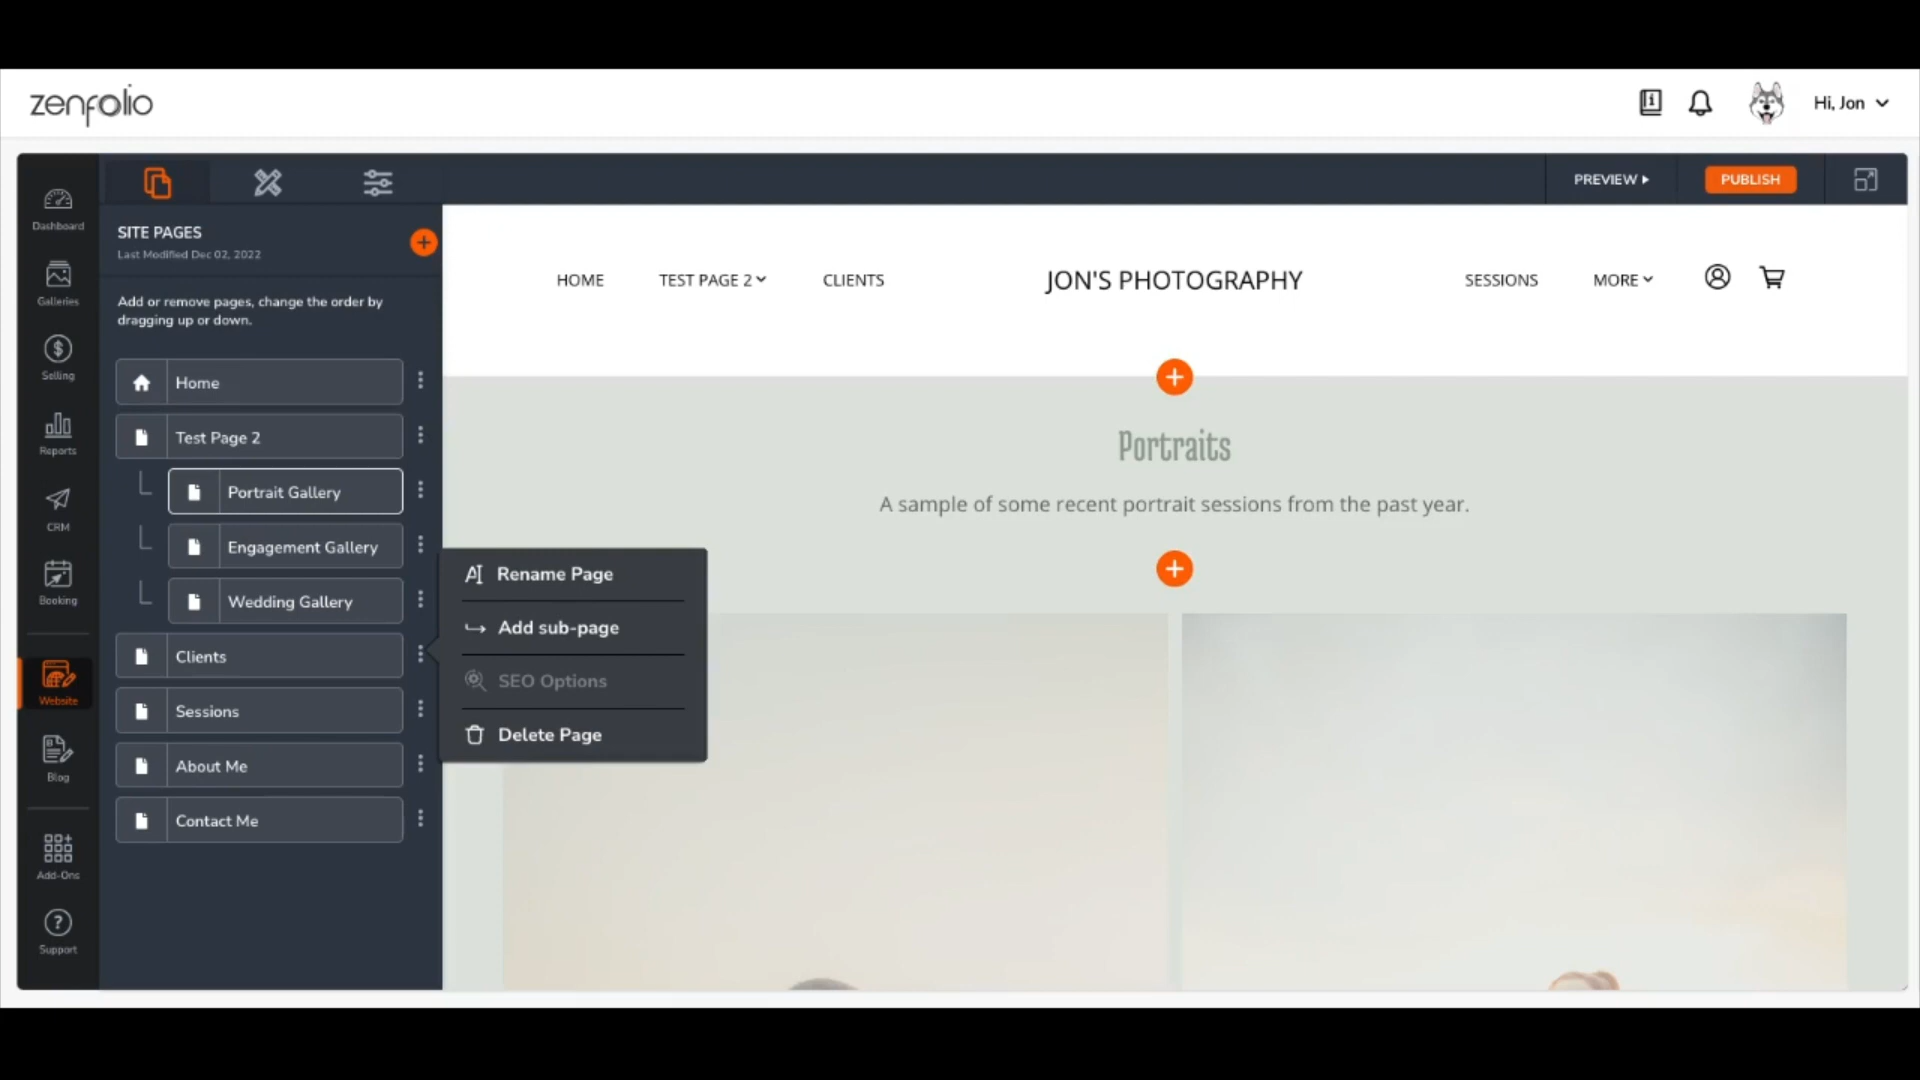 zenfolio
Hi, Jon
Dashboard
Galleries
Selling
Reports
CRM
Booking
Website
Blog
Add-Ons
Support
SITE PAGES
Last Modified Dec 02, 2022
Add or remove pages, change the order by
dragging up or down.
Home
Test Page 2
Portrait Gallery
Engagement Gallery
Wedding Gallery
Clients
Sessions
About Me
Contact Me
Rename Page
Add sub-page
SEO Options
Delete Page
PREVIEW
PUBLISH
HOME
TEST PAGE 2
CLIENTS
JON'S PHOTOGRAPHY
SESSIONS
MORE
Portraits
A sample of some recent portrait sessions from the past year.